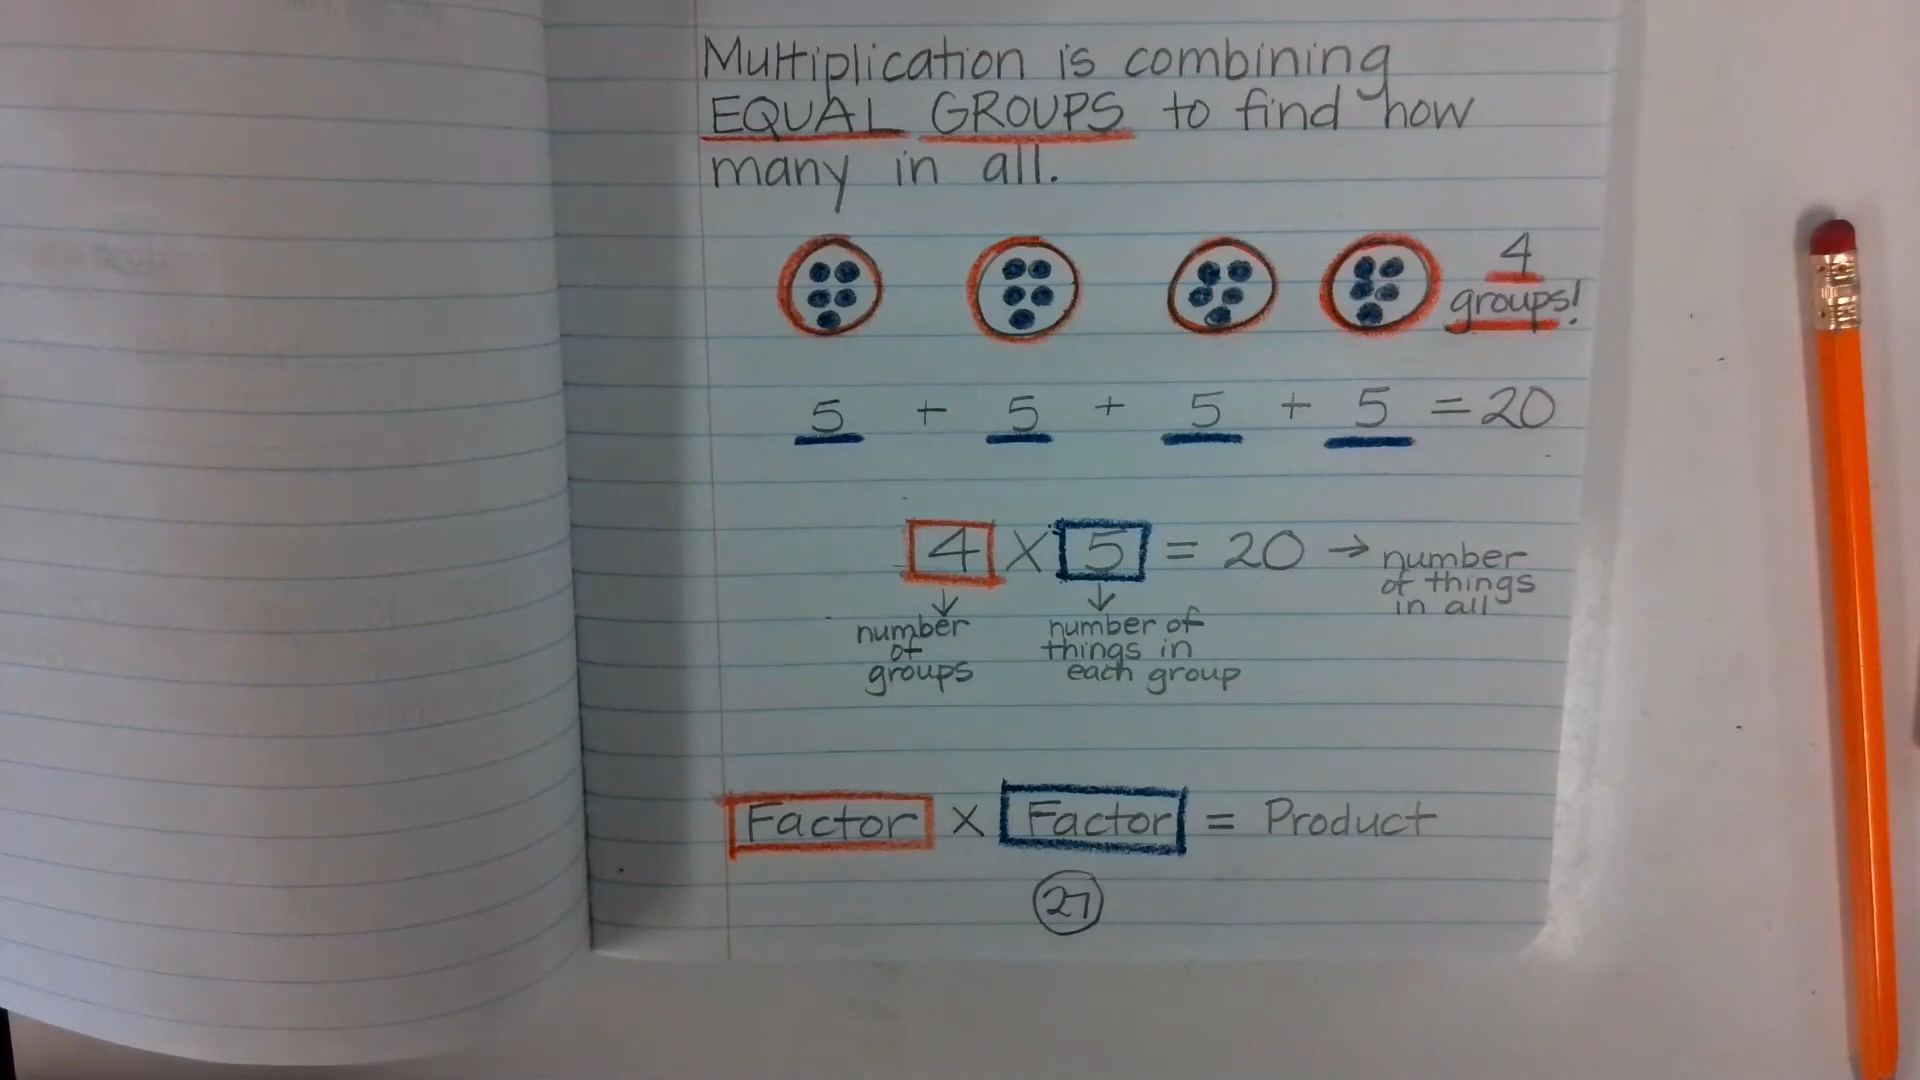 Multiplication is combining
EQUAL GROUPS to find how
many in all.
4
groups!
5 + 5 + 5 + 5 = 20
4 X 5 = 20 → number
of things
in all
number
of
groups
number of
things in
each group
Factor X Factor = Product
27